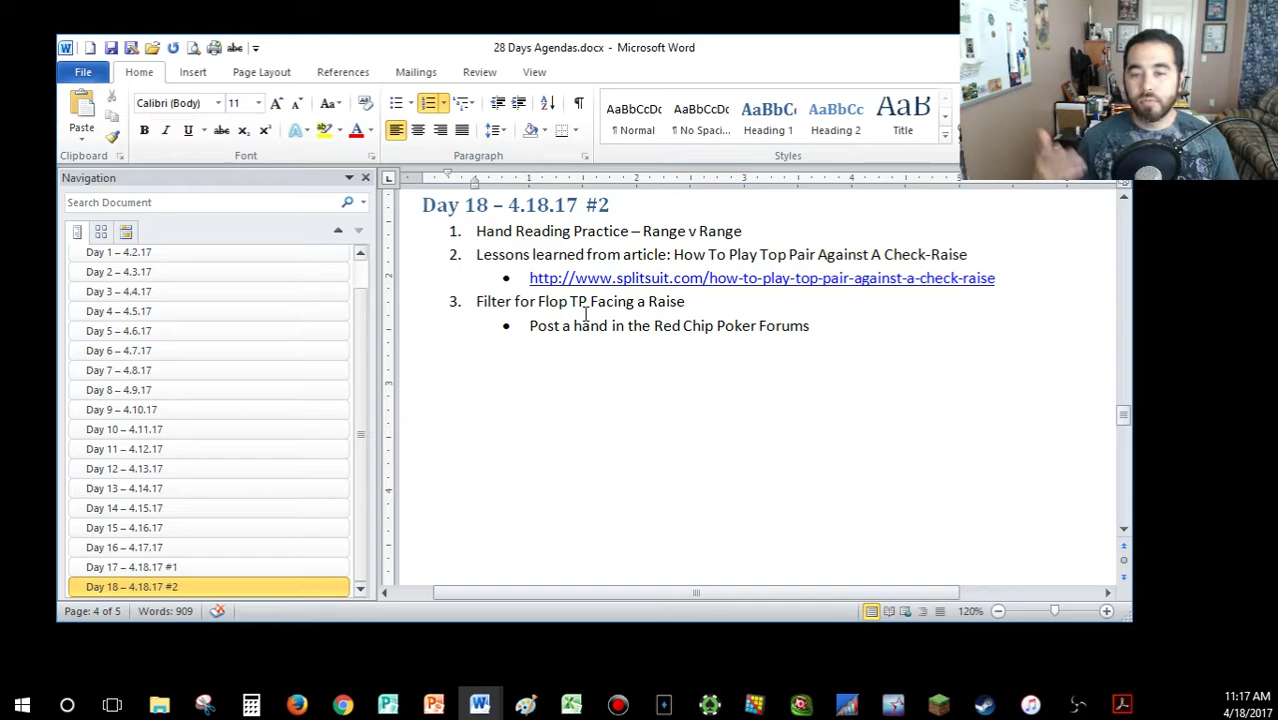 28 Days Agendas.docx - Microsoft Word
File
Home
Insert
Page Layout
References
Mailings
Review
View
Paste
Clipboard
Calibri (Body)
11
Font
Paragraph
AaBbCcDc
¶ Normal
AaBbCcDc
¶ No Spaci...
AaBbCc
Heading 1
AaBbCc
Heading 2
AaB
Title
Styles
Navigation
Search Document
Day 1 – 4.2.17
Day 2 – 4.3.17
Day 3 – 4.4.17
Day 4 – 4.5.17
Day 5 – 4.6.17
Day 6 – 4.7.17
Day 7 – 4.8.17
Day 8 – 4.9.17
Day 9 – 4.10.17
Day 10 – 4.11.17
Day 11 – 4.12.17
Day 12 – 4.13.17
Day 13 – 4.14.17
Day 14 – 4.15.17
Day 15 – 4.16.17
Day 16 – 4.17.17
Day 17 – 4.18.17 #1
Day 18 – 4.18.17 #2
Day 18 – 4.18.17 #2
1. Hand Reading Practice – Range v Range
2. Lessons learned from article: How To Play Top Pair Against A Check-Raise
• http://www.splitsuit.com/how-to-play-top-pair-against-a-check-raise
3. Filter for Flop TP Facing a Raise
• Post a hand in the Red Chip Poker Forums
Page: 4 of 5
Words: 909
120%
11:17 AM
4/18/2017